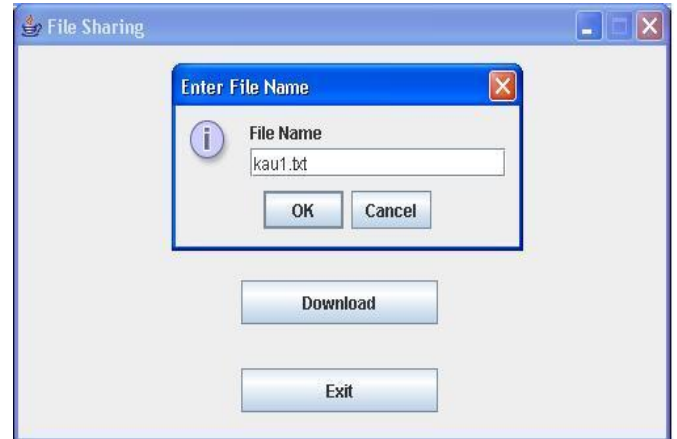 File Sharing
Enter File Name
File Name
kau1.txt
OK Cancel
Download
Exit